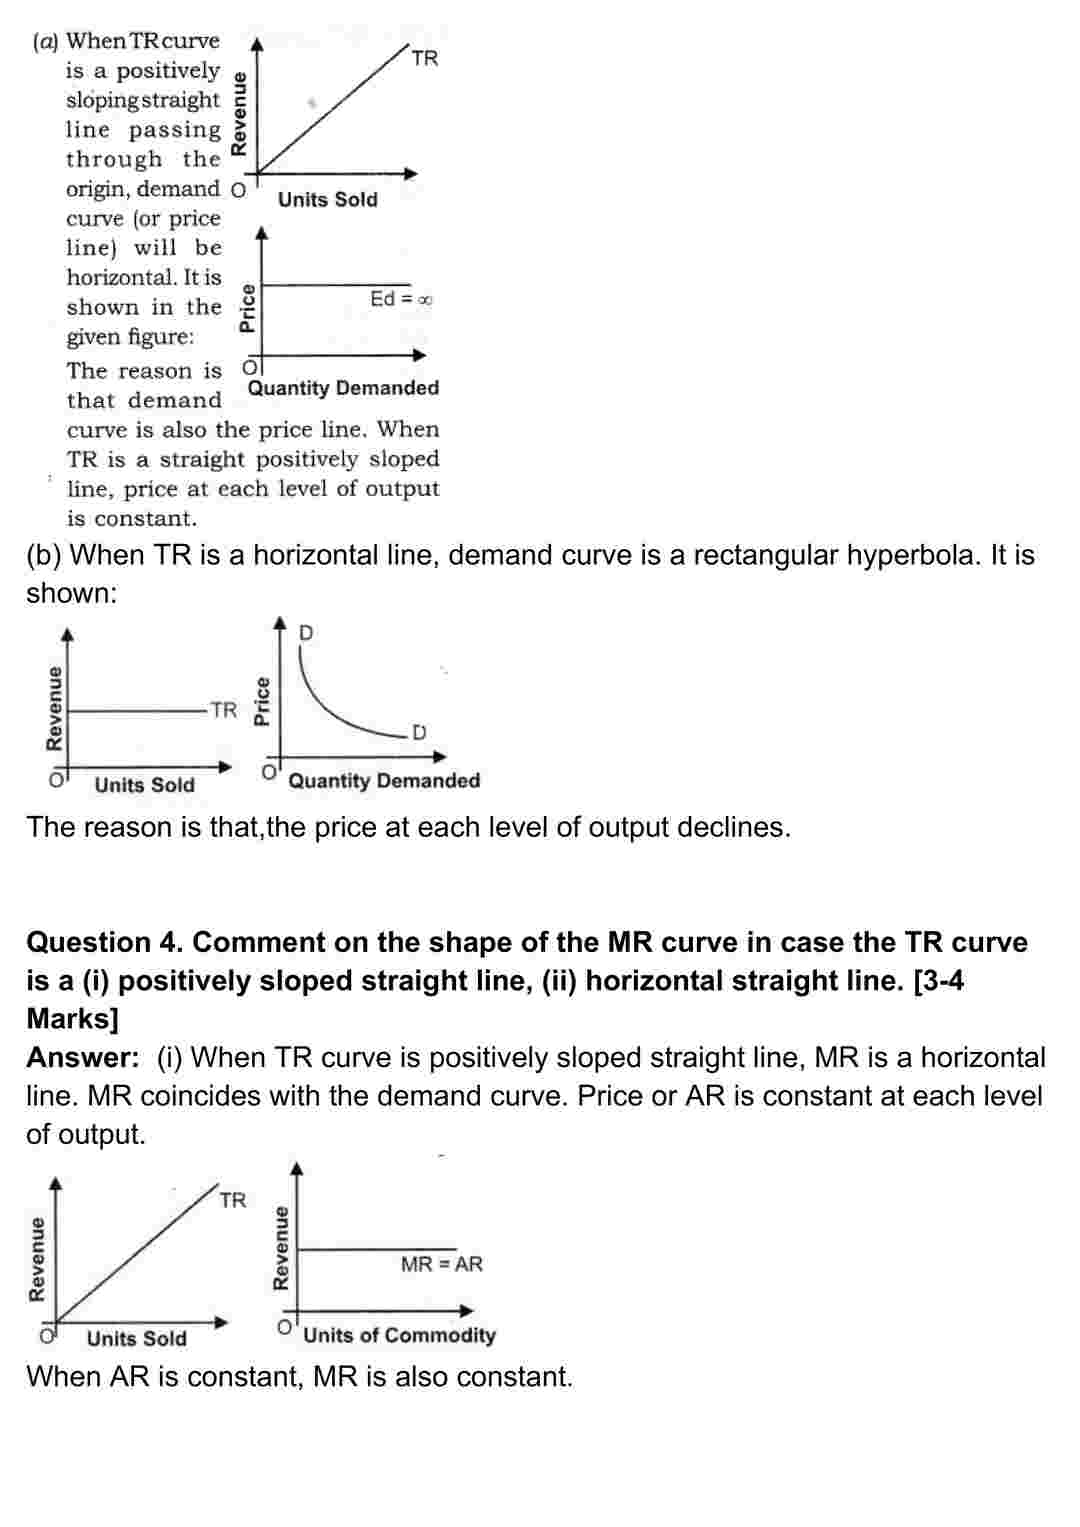 (a) When TR curve
is a positively
sloping straight
line passing
through the
origin, demand
curve (or price
line) will be
horizontal. It is
shown in the
given figure:
The reason is
that demand
curve is also the price line. When
TR is a straight positively sloped
line, price at each level of output
is constant.
Revenue
TR
O
Units Sold
Price
Ed = ∞
O
Quantity Demanded
(b) When TR is a horizontal line, demand curve is a rectangular hyperbola. It is
shown:
Revenue
TR
O
Units Sold
Price
D
D
O
Quantity Demanded
The reason is that,the price at each level of output declines.
Question 4. Comment on the shape of the MR curve in case the TR curve
is a (i) positively sloped straight line, (ii) horizontal straight line. [3-4
Marks]
Answer: (i) When TR curve is positively sloped straight line, MR is a horizontal
line. MR coincides with the demand curve. Price or AR is constant at each level
of output.
Revenue
TR
O
Units Sold
Revenue
MR = AR
O
Units of Commodity
When AR is constant, MR is also constant.